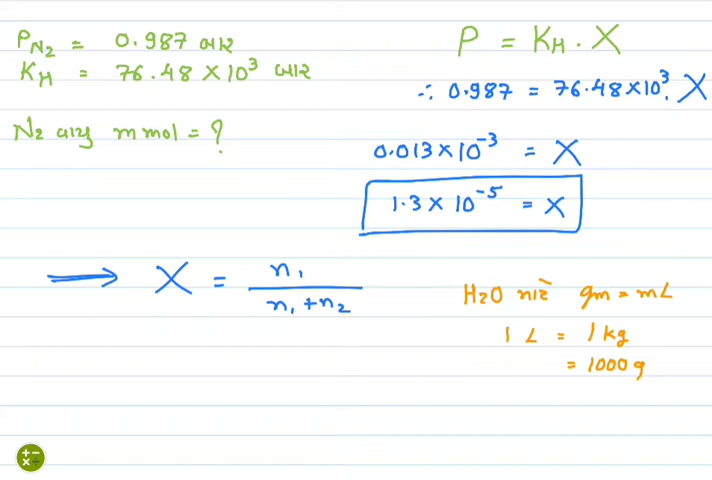 P_N2 = 0.987 બાર
K_H = 76.48 × 10³ બાર
N2 વાયુ m mol = ?
P = K_H . X
∴ 0.987 = 76.48×10³. X
0.013×10⁻³ = X
1.3 × 10⁻⁵ = X
⟹ X = n₁ / n₁ + n₂
H2O માટે gm = mL
1 L = 1 kg
= 1000 g